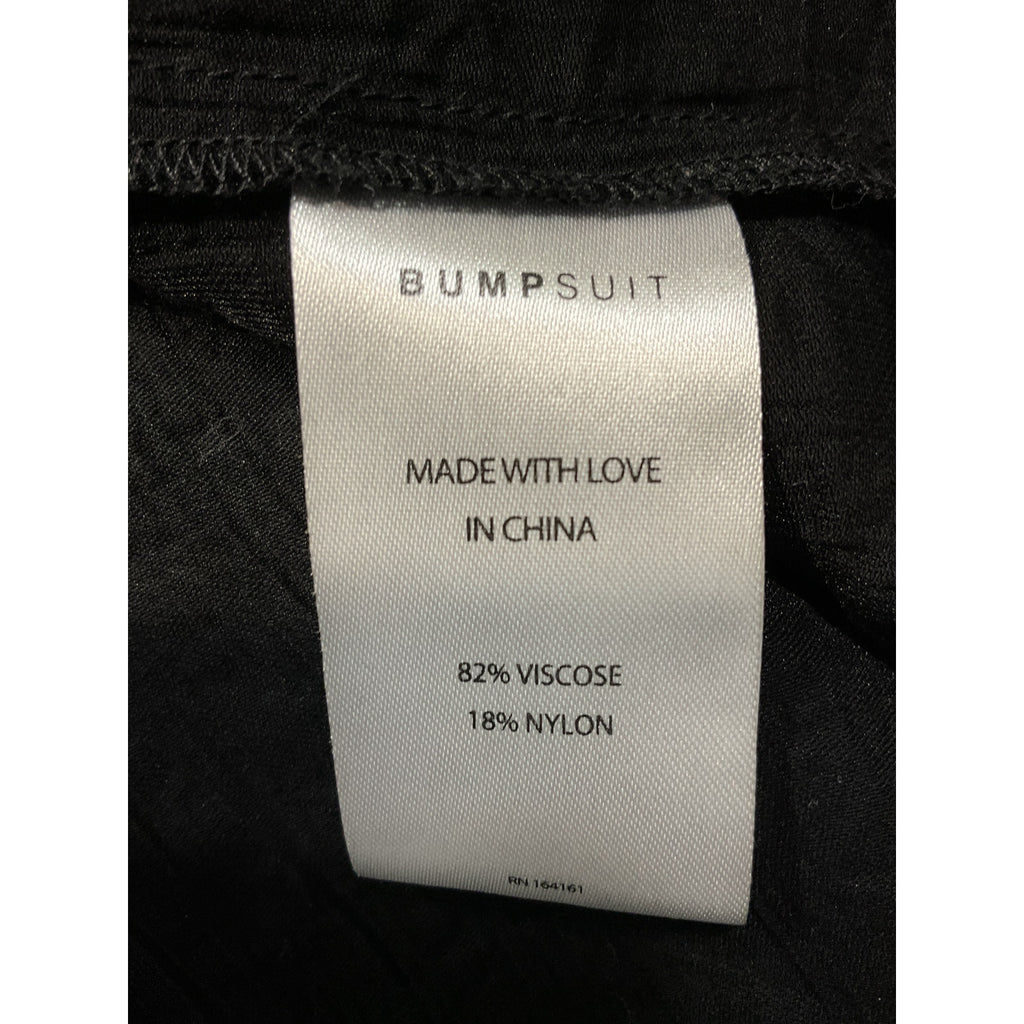 BUMPSUIT
MADE WITH LOVE
IN CHINA
82% VISCOSE
18% NYLON
RN 164161